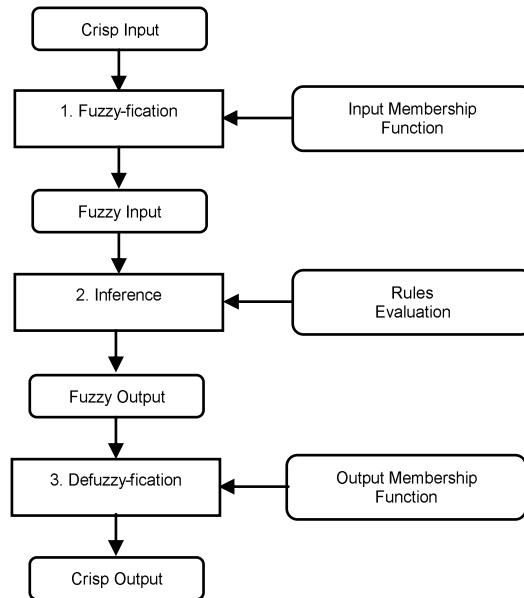 Crisp Input
1. Fuzzy-fication
Input Membership
Function
Fuzzy Input
2. Inference
Rules
Evaluation
Fuzzy Output
3. Defuzzy-fication
Output Membership
Function
Crisp Output